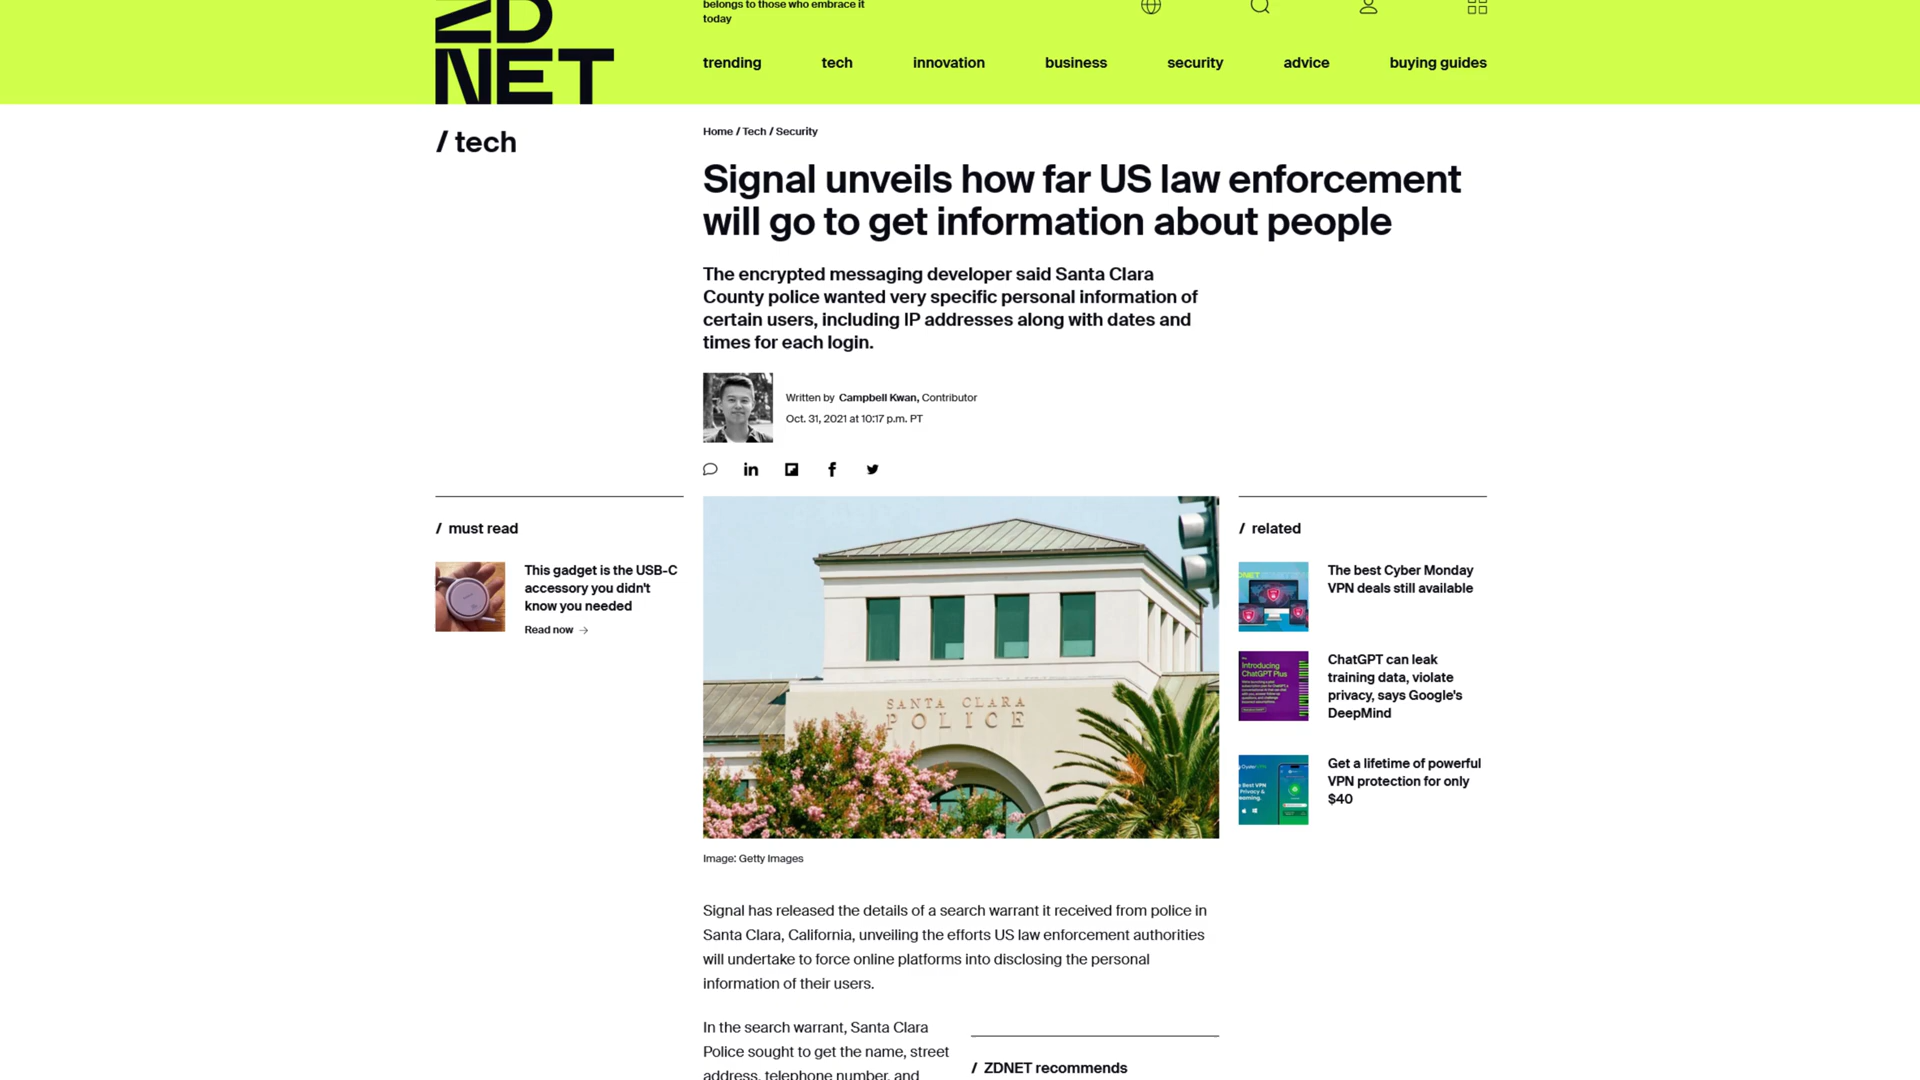 belongs to those who embrace it
today
ZD
NET
trending tech innovation business security advice buying guides
/ tech
Home / Tech / Security
Signal unveils how far US law enforcement
will go to get information about people
The encrypted messaging developer said Santa Clara
County police wanted very specific personal information of
certain users, including IP addresses along with dates and
times for each login.
Written by Campbell Kwan, Contributor
Oct. 31, 2021 at 10:17 p.m. PT
/ must read
This gadget is the USB-C
accessory you didn't
know you needed
Read now
SANTA CLARA
POLICE
Image: Getty Images
/ related
The best Cyber Monday
VPN deals still available
Introducing
ChatGPT Plus
ChatGPT can leak
training data, violate
privacy, says Google's
DeepMind
Get a lifetime of powerful
VPN protection for only
$40
Signal has released the details of a search warrant it received from police in
Santa Clara, California, unveiling the efforts US law enforcement authorities
will undertake to force online platforms into disclosing the personal
information of their users.
In the search warrant, Santa Clara
Police sought to get the name, street
address, telephone number, and
/ ZDNET recommends